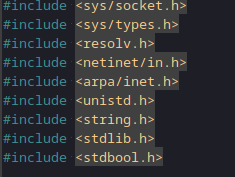 #include <sys/socket.h>
#include <sys/types.h>
#include <resolv.h>
#include <netinet/in.h>
#include <arpa/inet.h>
#include <unistd.h>
#include <string.h>
#include <stdlib.h>
#include <stdbool.h>